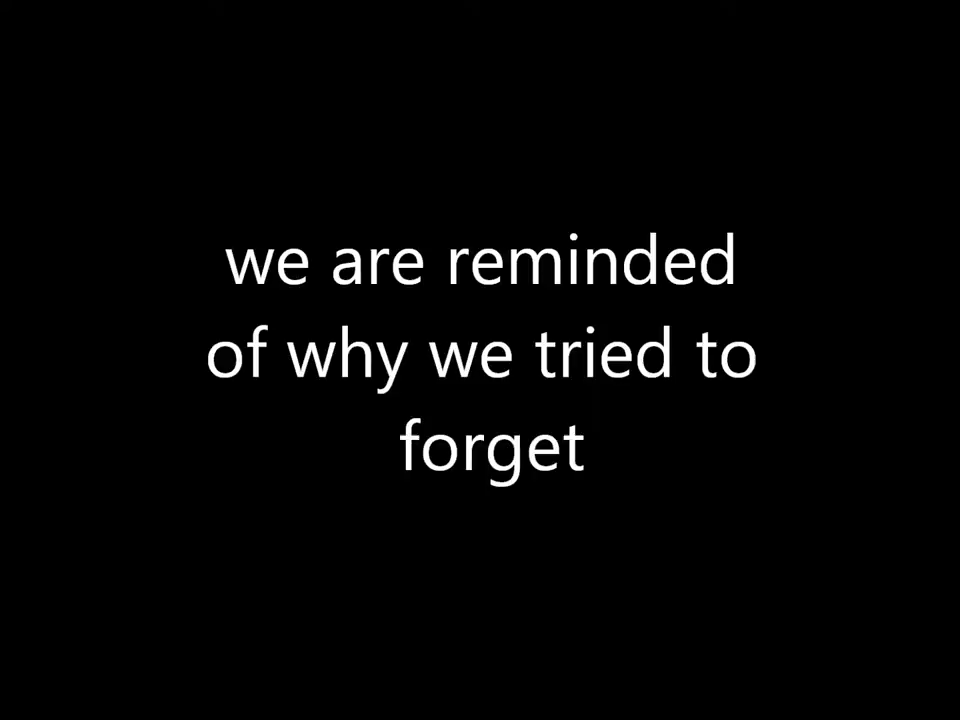 we are reminded
of why we tried to
forget